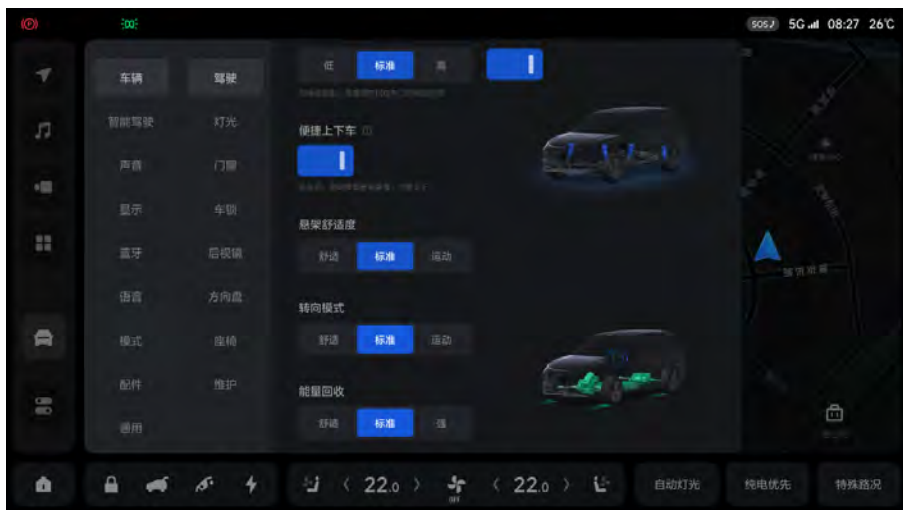 SOS 5G 08:27 26℃
车辆 驾驶
智能驾驶 灯光
声音 门窗
显示 车锁
蓝牙 后视镜
语言 方向盘
模式 座椅
配件 维护
通用
低 标准 高
便捷上下车
悬架舒适度
舒适 标准 运动
转向模式
舒适 标准 运动
能量回收
舒适 标准 强
22.0 OFF 22.0
自动灯光 纯电优先 特殊路况